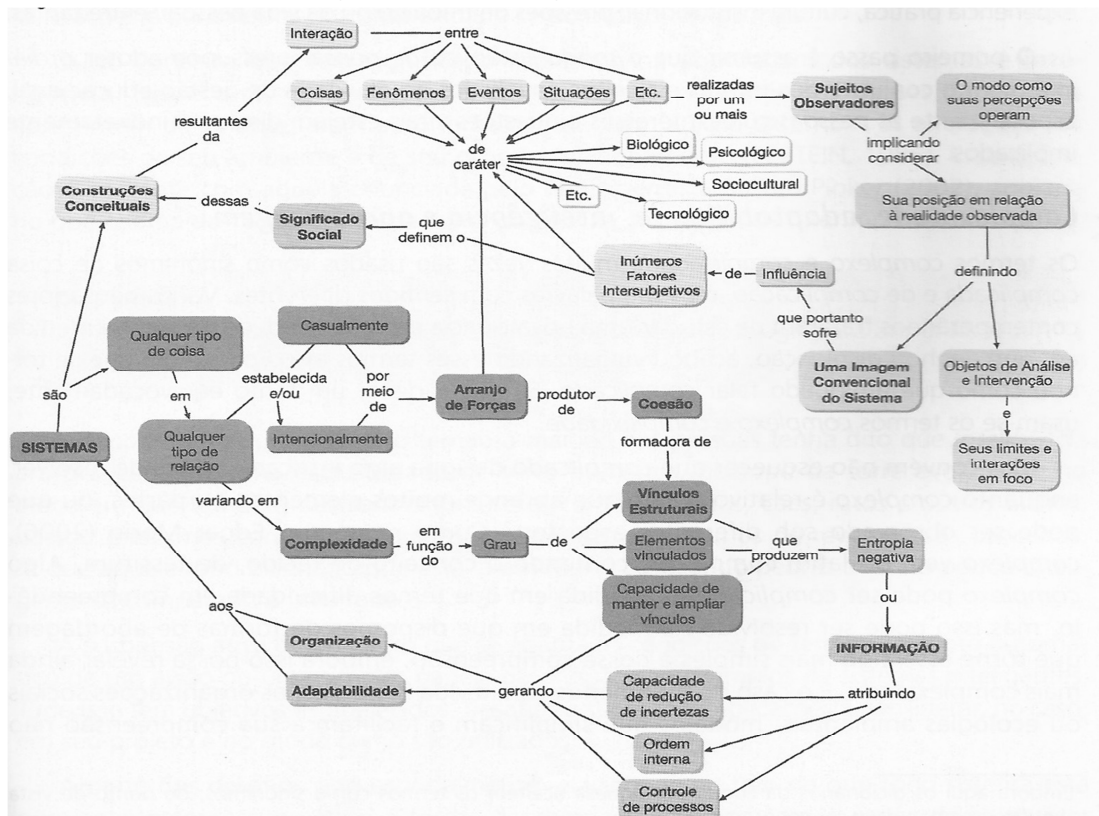 Interação
entre
Coisas
Fenômenos
Eventos
Situações
Etc.
realizadas
por um
ou mais
Sujeitos
Observadores
O modo como
suas percepções
operam
resultantes
da
de
caráter
Biológico
Psicológico
Sociocultural
Etc.
Tecnológico
implicando
considerar
Construções
Conceituais
dessas
Significado
Social
que
definem o
Sua posição em relação
à realidade observada
Inúmeros
Fatores
Intersubjetivos
de
Influência
definindo
que portanto
sofre
Qualquer tipo
de coisa
Casualmente
são
em
estabelecida
e/ou
por
meio
de
Arranjo
de Forças
produtor
de
Coesão
Uma Imagem
Convencional
do Sistema
Objetos de Análise
e Intervenção
e
SISTEMAS
Qualquer
tipo de
relação
Intencionalmente
formadora de
Seus limites e
interações
em foco
variando em
Vínculos
Estruturais
Complexidade
em
função
do
Grau
de
Elementos
vinculados
que
produzem
Entropia
negativa
Capacidade de
manter e ampliar
vínculos
ou
aos
Organização
INFORMAÇÃO
Adaptabilidade
gerando
Capacidade
de redução
de incertezas
atribuindo
Ordem
interna
Controle
de processos